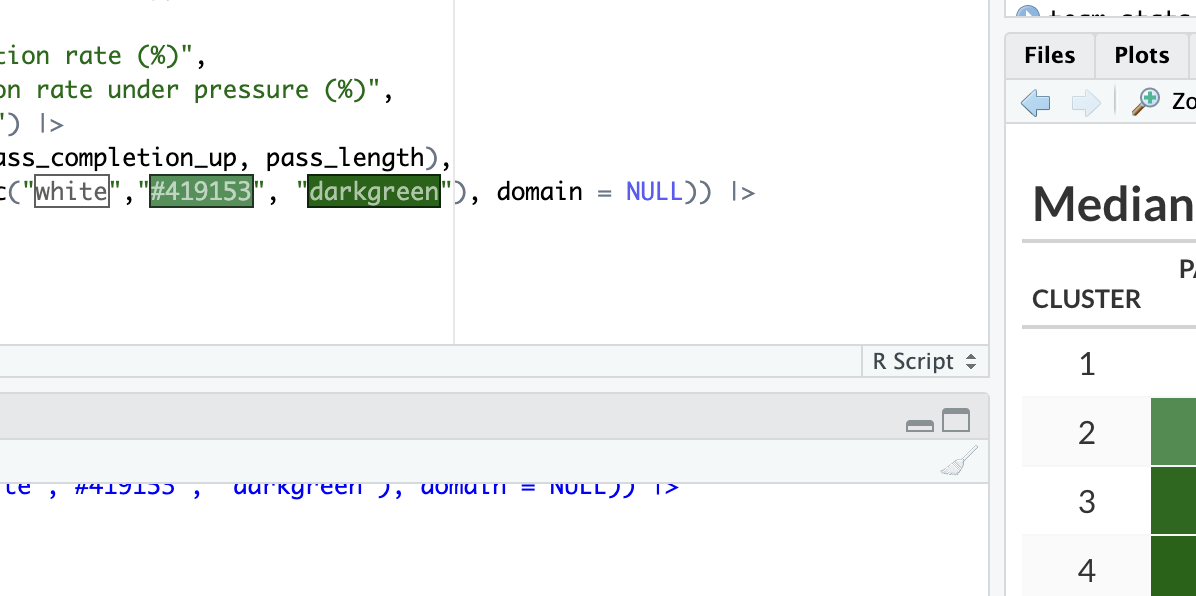 tion rate (%)",
on rate under pressure (%)",
") |>
ass_completion_up, pass_length),
c("white","#419153", "darkgreen"), domain = NULL)) |>
R Script
te", "#419153", "darkgreen"), domain = NULL)) |>
team_stats
Files Plots
Zo
Median
PA
CLUSTER
1
2
3
4